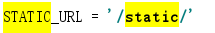 STATIC_URL = '/static/'